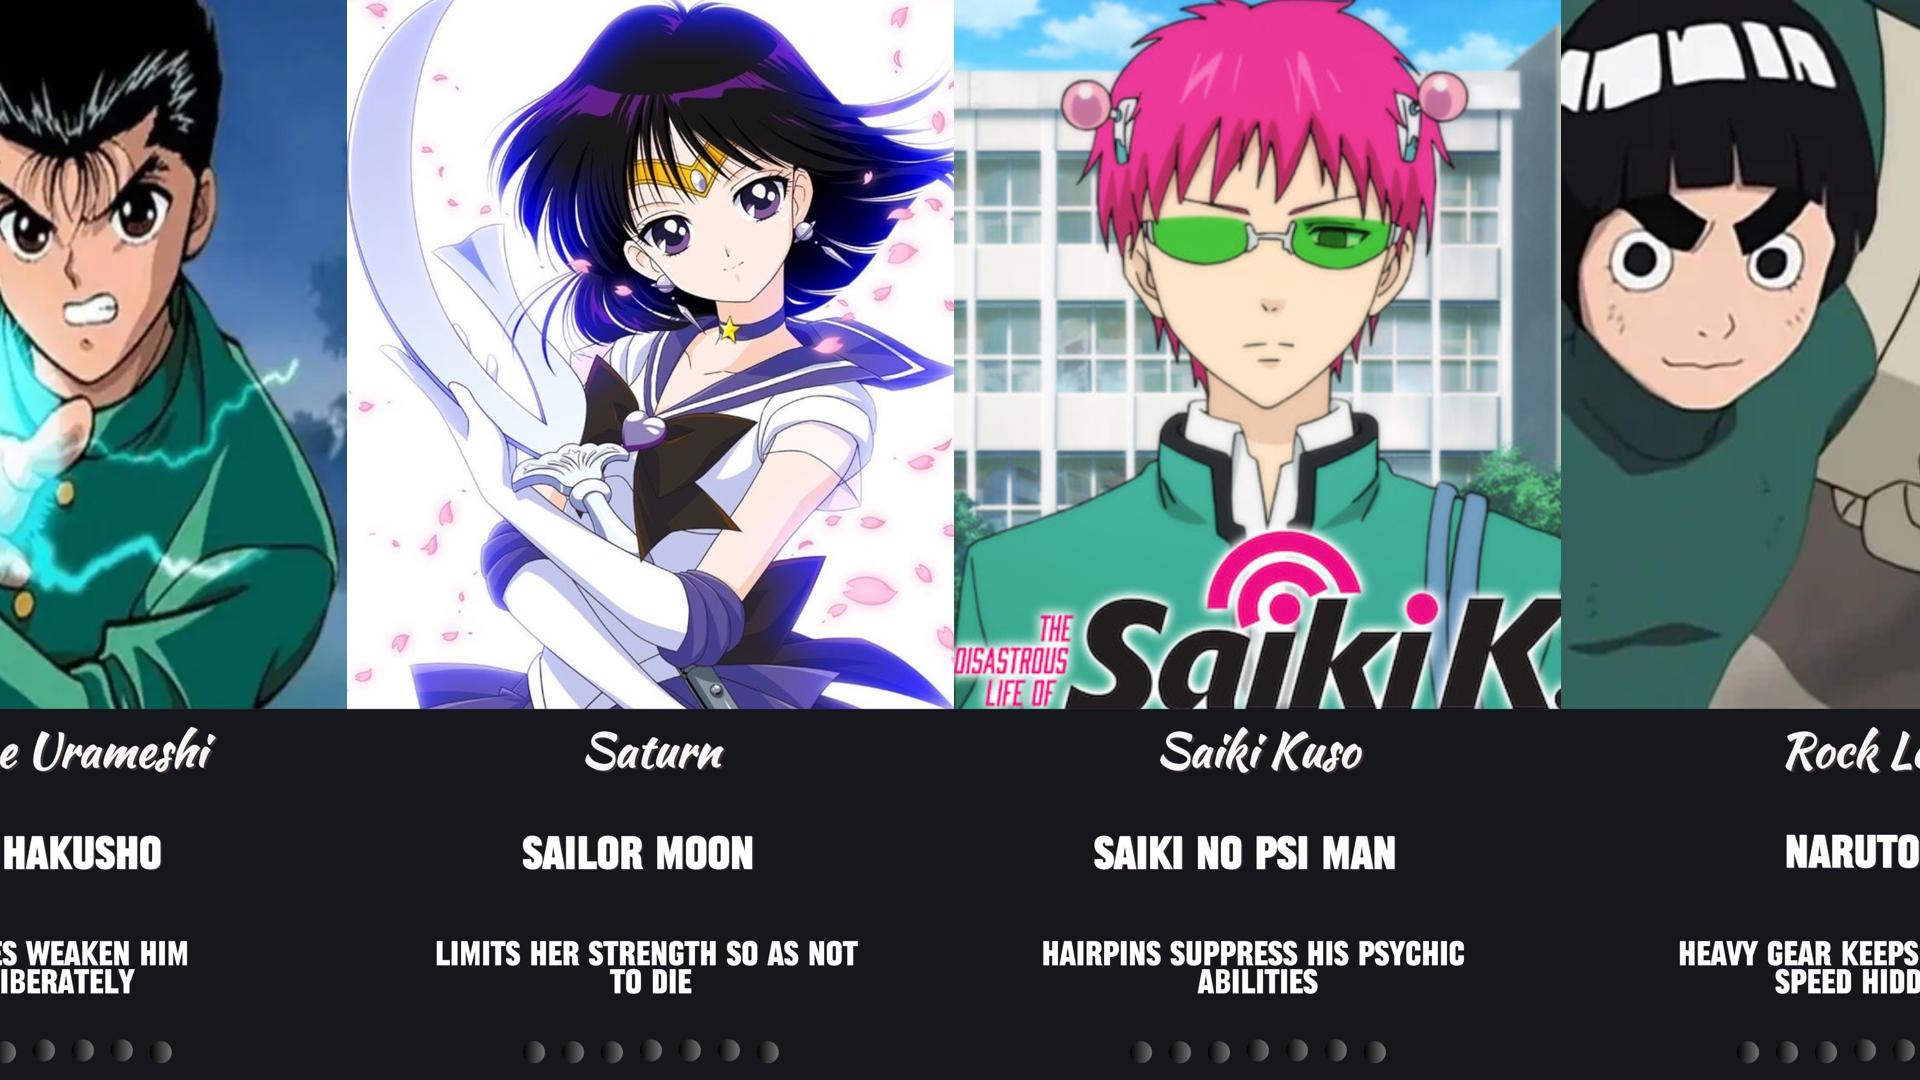 THE
DISASTROUS
LIFE OF
Saiki K.
e Urameshi
HAKUSHO
ES WEAKEN HIM
IBERATELY
Saturn
SAILOR MOON
LIMITS HER STRENGTH SO AS NOT
TO DIE
Saiki Kuso
SAIKI NO PSI MAN
HAIRPINS SUPPRESS HIS PSYCHIC
ABILITIES
Rock Le
NARUTO
HEAVY GEAR KEEPS
SPEED HIDD